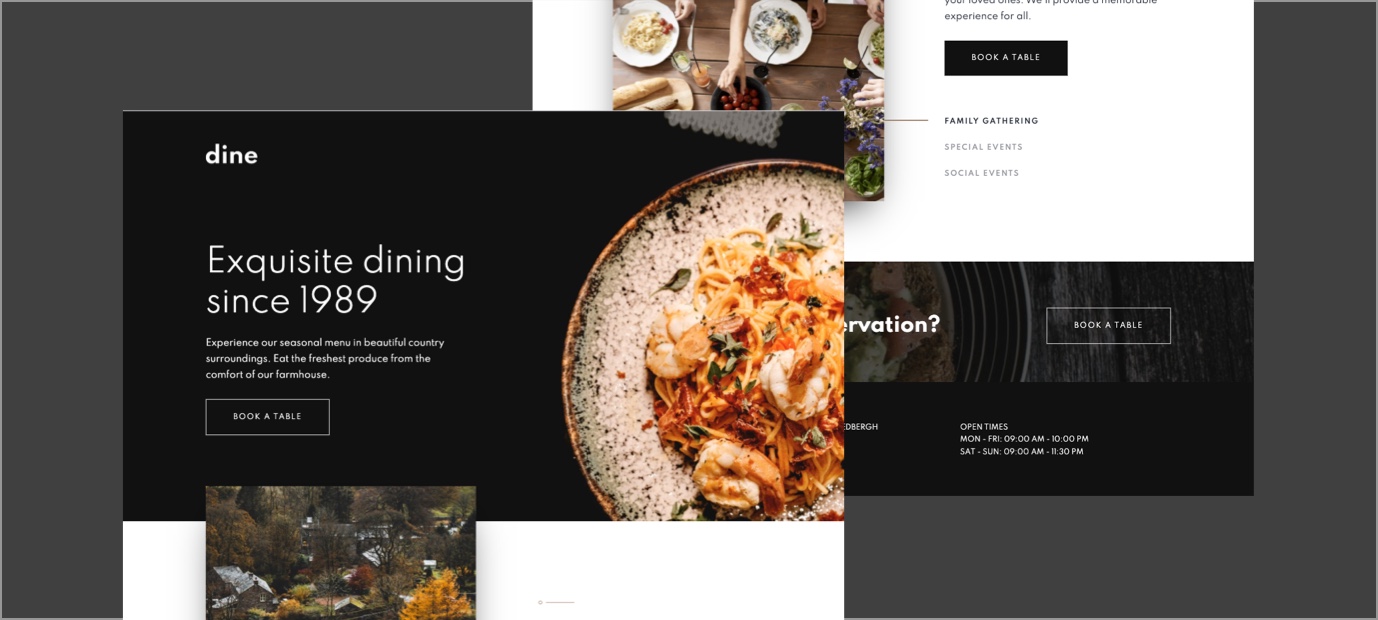 your loved ones. We'll provide a memorable
experience for all.
BOOK A TABLE
FAMILY GATHERING
SPECIAL EVENTS
SOCIAL EVENTS
dine
Exquisite dining
since 1989
Experience our seasonal menu in beautiful country
surroundings. Eat the freshest produce from the
comfort of our farmhouse.
BOOK A TABLE
ervation?
BOOK A TABLE
EDBERGH
OPEN TIMES
MON - FRI: 09:00 AM - 10:00 PM
SAT - SUN: 09:00 AM - 11:30 PM